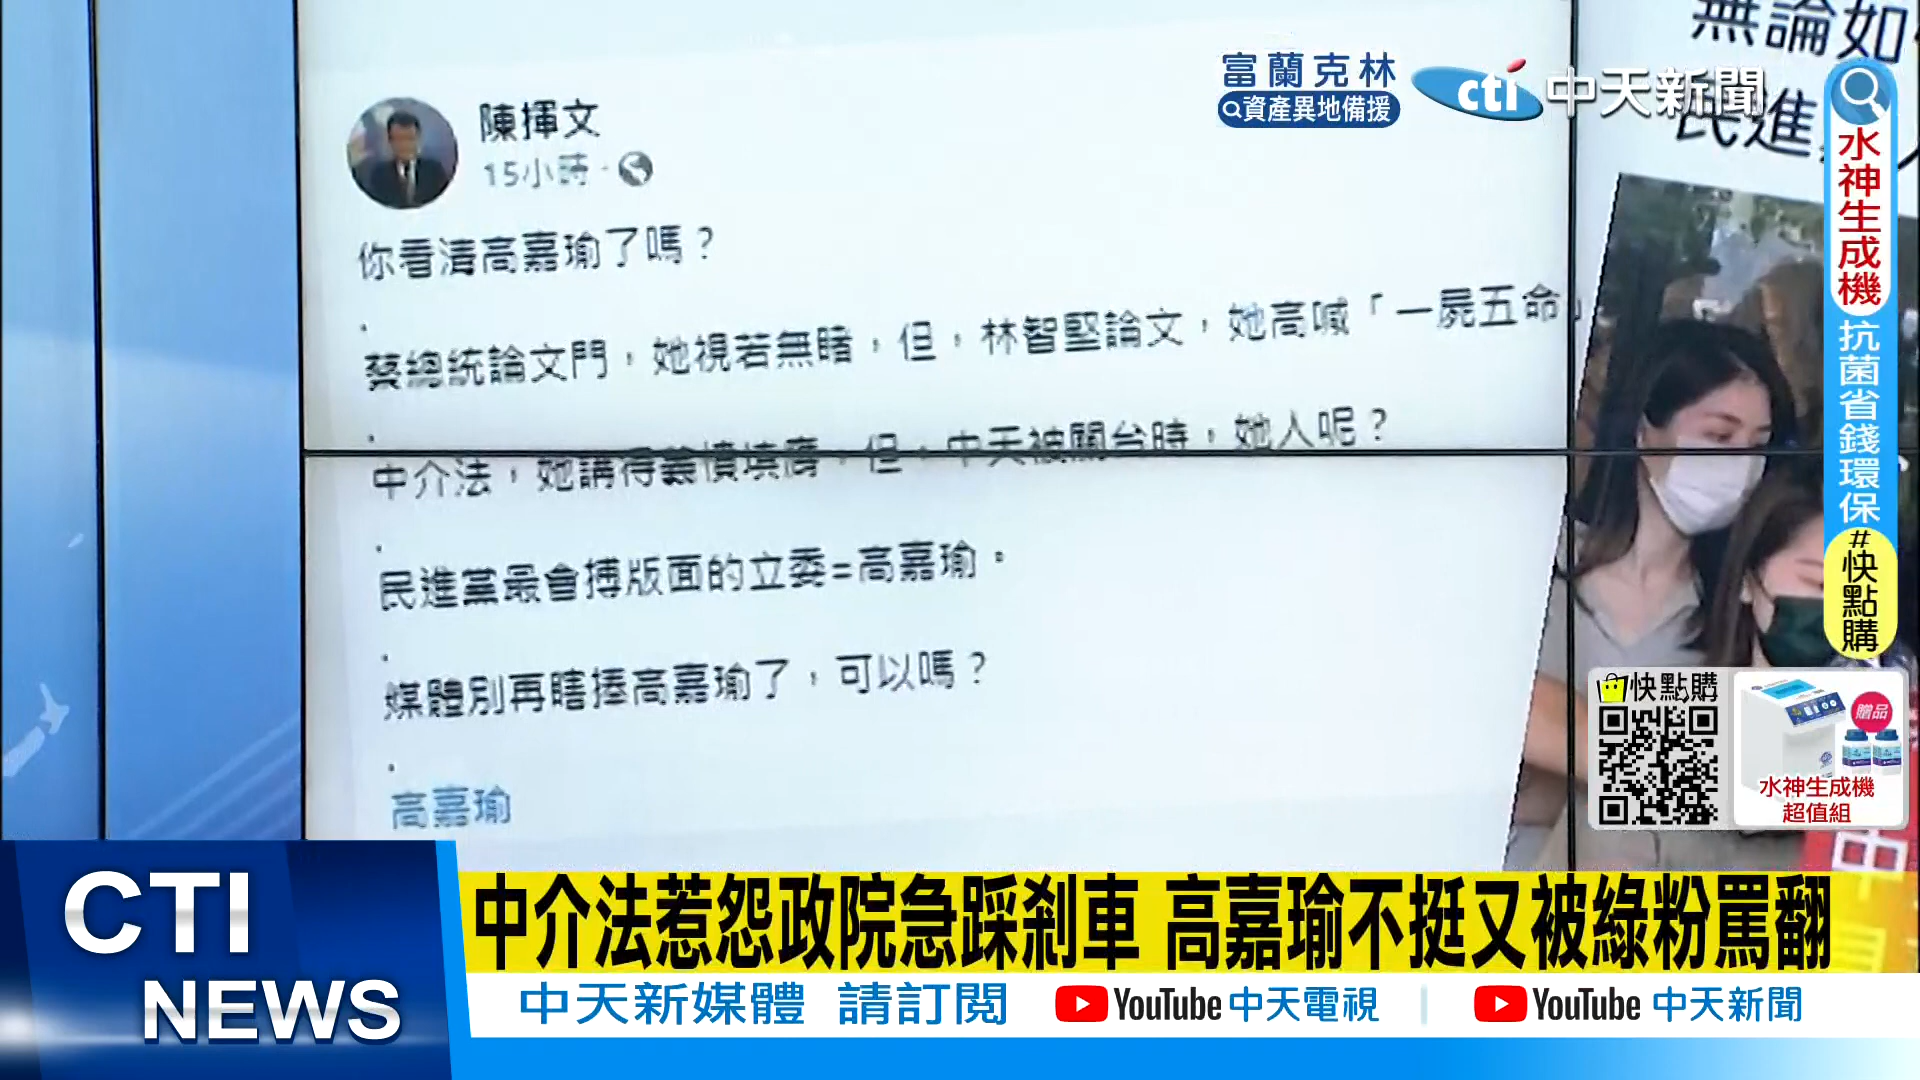 陳揮文
15小時
你看清高嘉瑜了嗎？
.
蔡總統論文門，她視若無睹，但，林智堅論文，她高喊「一屍五命」
.
中介法，她講得義憤填膺，但，中天被關台時，她人呢？
.
民進黨最會搏版面的立委=高嘉瑜。
.
媒體別再瞎捧高嘉瑜了，可以嗎？
.
高嘉瑜
富蘭克林
資產異地備援
cti 中天新聞
無論如
民進
水神生成機
抗菌省錢環保
#快點購
快點購
贈品
水神生成機
超值組
中
CTI
NEWS
中介法惹怨政院急踩剎車 高嘉瑜不挺又被綠粉罵翻
中天新媒體 請訂閱 YouTube 中天電視 | YouTube 中天新聞